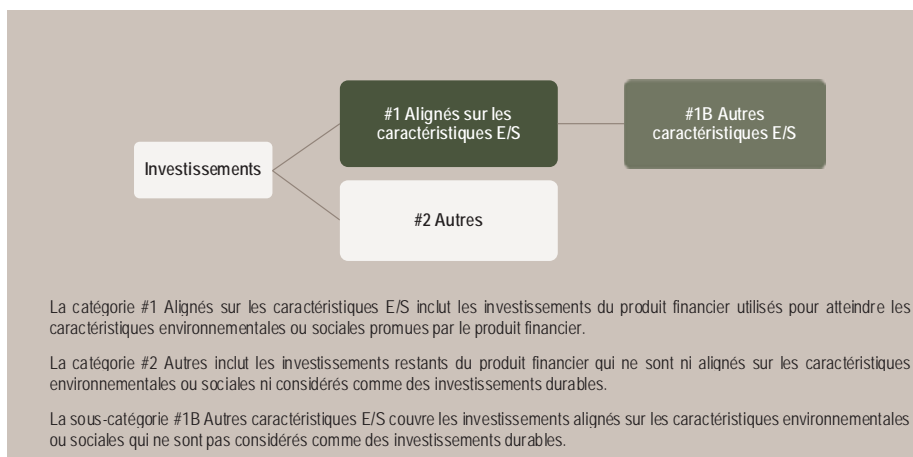 #1 Alignés sur les
caractéristiques E/S
#1B Autres
caractéristiques E/S
Investissements
#2 Autres
La catégorie #1 Alignés sur les caractéristiques E/S inclut les investissements du produit financier utilisés pour atteindre les
caractéristiques environnementales ou sociales promues par le produit financier.
La catégorie #2 Autres inclut les investissements restants du produit financier qui ne sont ni alignés sur les caractéristiques
environnementales ou sociales ni considérés comme des investissements durables.
La sous-catégorie #1B Autres caractéristiques E/S couvre les investissements alignés sur les caractéristiques environnementales
ou sociales qui ne sont pas considérés comme des investissements durables.